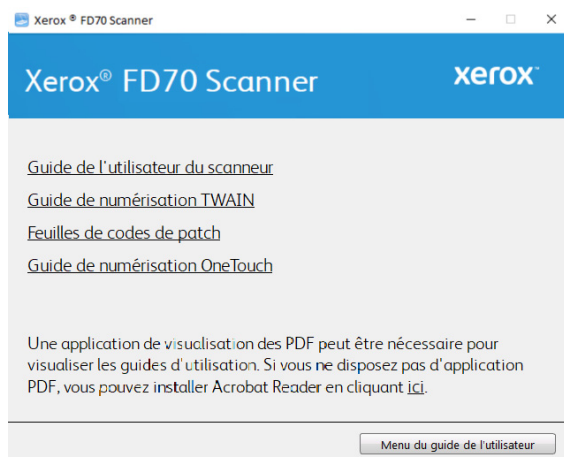 Xerox ® FD70 Scanner
Xerox® FD70 Scanner
xerox™
Guide de l'utilisateur du scanneur
Guide de numérisation TWAIN
Feuilles de codes de patch
Guide de numérisation OneTouch
Une application de visualisation des PDF peut être nécessaire pour
visualiser les guides d'utilisation. Si vous ne disposez pas d'application
PDF, vous pouvez installer Acrobat Reader en cliquant ici.
Menu du guide de l'utilisateur